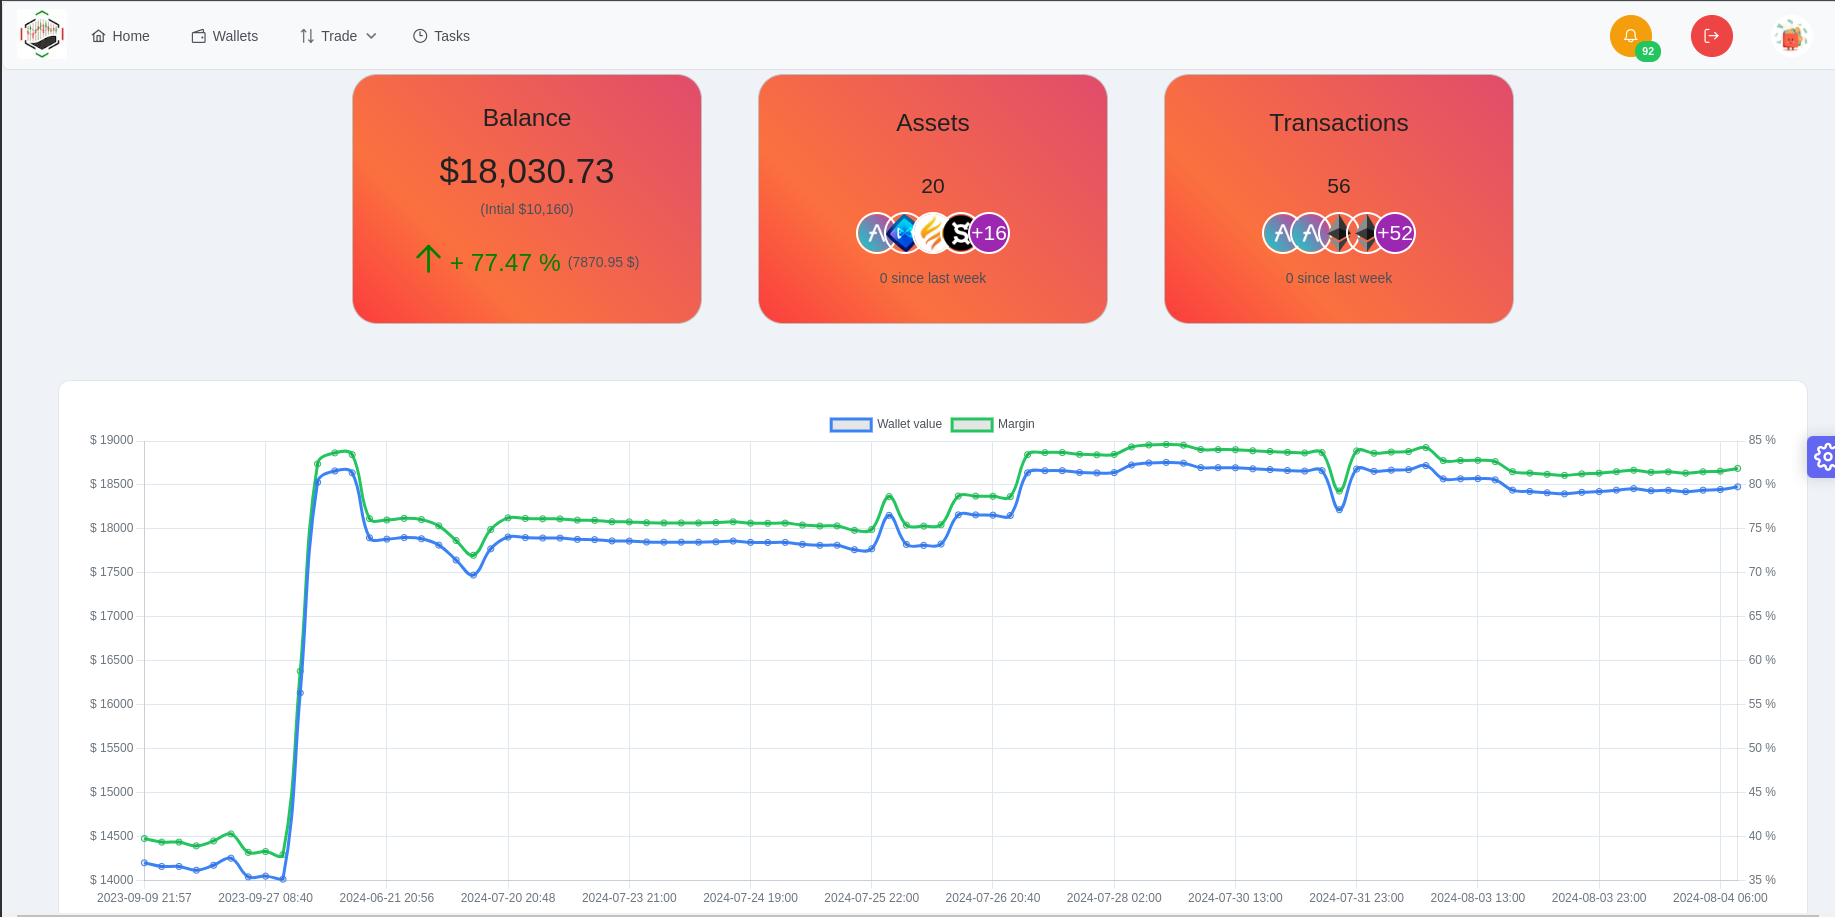 Home Wallets Trade Tasks 92
Balance
$18,030.73
(Intial $10,160)
+ 77.47 % (7870.95 $)
Assets
20
+16
0 since last week
Transactions
56
+52
0 since last week
Wallet value Margin
$ 19000 85 %
$ 18500 80 %
$ 18000 75 %
$ 17500 70 %
$ 17000 65 %
$ 16500 60 %
$ 16000 55 %
$ 15500 50 %
$ 15000 45 %
$ 14500 40 %
$ 14000 35 %
2023-09-09 21:57 2023-09-27 08:40 2024-06-21 20:56 2024-07-20 20:48 2024-07-23 21:00 2024-07-24 19:00 2024-07-25 22:00 2024-07-26 20:40 2024-07-28 02:00 2024-07-30 13:00 2024-07-31 23:00 2024-08-03 13:00 2024-08-03 23:00 2024-08-04 06:00